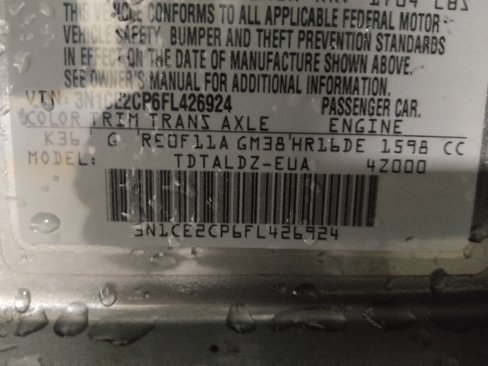 1704 LBS
THIS VEHICLE CONFORMS TO ALL APPLICABLE FEDERAL MOTOR
VEHICLE SAFETY, BUMPER AND THEFT PREVENTION STANDARDS
IN EFFECT ON THE DATE OF MANUFACTURE SHOWN ABOVE.
SEE OWNER'S MANUAL FOR ADDITIONAL INFORMATION.
VIN: 3N1CE2CP6FL426924 PASSENGER CAR.
COLOR TRIM TRANS AXLE ENGINE
K36 G RE0F11A GM38 HR16DE 1598 CC
MODEL: TDTALDZ-EUA 4Z000
3N1CE2CP6FL426924